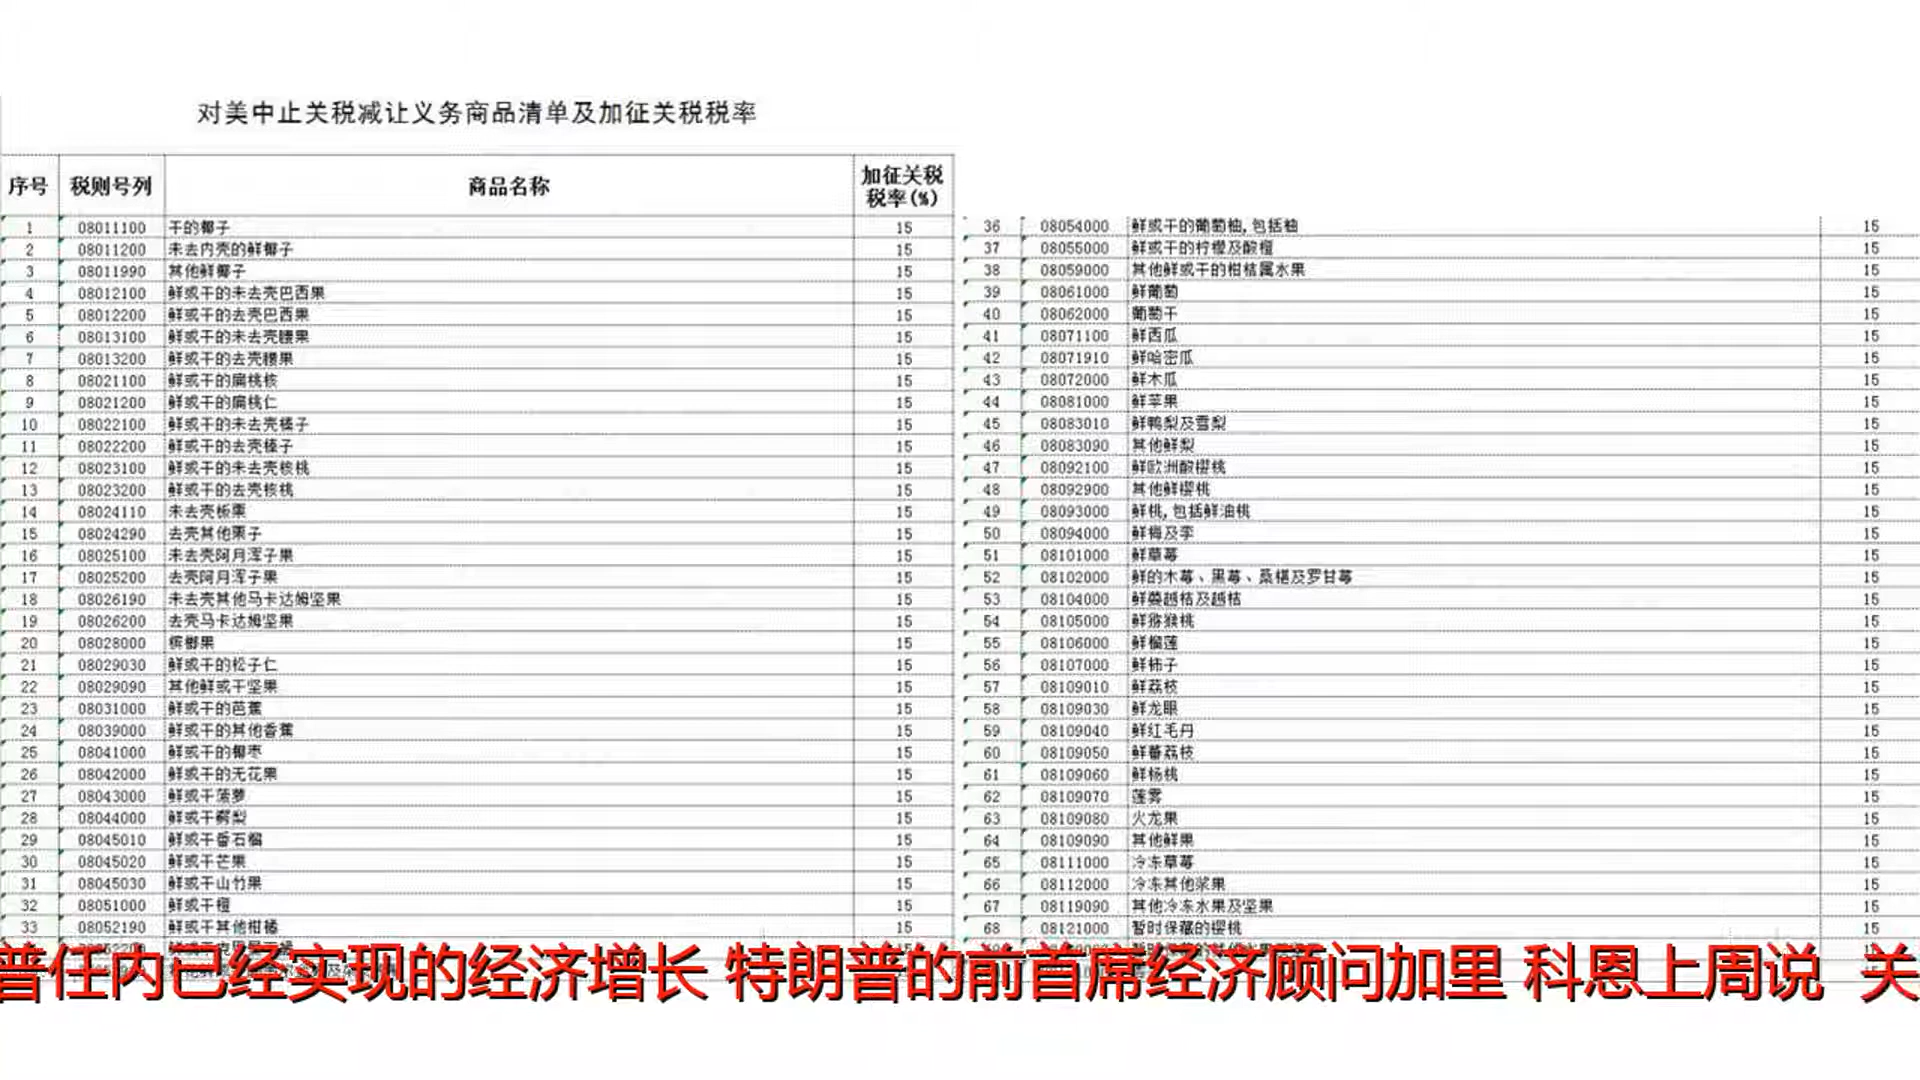 对美中止关税减让义务商品清单及加征关税税率
序号 税则号列 商品名称 加征关税税率(%)
1 08011100 干的椰子 15
2 08011200 未去内壳的鲜椰子 15
3 08011990 其他鲜椰子 15
4 08012100 鲜或干的未去壳巴西果 15
5 08012200 鲜或干的去壳巴西果 15
6 08013100 鲜或干的未去壳腰果 15
7 08013200 鲜或干的去壳腰果 15
8 08021100 鲜或干的扁桃核 15
9 08021200 鲜或干的扁桃仁 15
10 08022100 鲜或干的未去壳榛子 15
11 08022200 鲜或干的去壳榛子 15
12 08023100 鲜或干的未去壳核桃 15
13 08023200 鲜或干的去壳核桃 15
14 08024110 未去壳板栗 15
15 08024290 去壳其他栗子 15
16 08025100 未去壳阿月浑子果 15
17 08025200 去壳阿月浑子果 15
18 08026190 未去壳其他马卡达姆坚果 15
19 08026200 去壳马卡达姆坚果 15
20 08028000 槟榔果 15
21 08029030 鲜或干的松子仁 15
22 08029090 其他鲜或干坚果 15
23 08031000 鲜或干的芭蕉 15
24 08039000 鲜或干的其他香蕉 15
25 08041000 鲜或干的椰枣 15
26 08042000 鲜或干的无花果 15
27 08043000 鲜或干菠萝 15
28 08044000 鲜或干鳄梨 15
29 08045010 鲜或干番石榴 15
30 08045020 鲜或干芒果 15
31 08045030 鲜或干山竹果 15
32 08051000 鲜或干橙 15
33 08052190 鲜或干其他柑橘 15
36 08054000 鲜或干的葡萄柚,包括柚 15
37 08055000 鲜或干的柠檬及酸橙 15
38 08059000 其他鲜或干的柑桔属水果 15
39 08061000 鲜葡萄 15
40 08062000 葡萄干 15
41 08071100 鲜西瓜 15
42 08071910 鲜哈密瓜 15
43 08072000 鲜木瓜 15
44 08081000 鲜苹果 15
45 08083010 鲜鸭梨及雪梨 15
46 08083090 其他鲜梨 15
47 08092100 鲜欧洲酸樱桃 15
48 08092900 其他鲜樱桃 15
49 08093000 鲜桃,包括鲜油桃 15
50 08094000 鲜梅及李 15
51 08101000 鲜草莓 15
52 08102000 鲜的木莓、黑莓、桑椹及罗甘莓 15
53 08104000 鲜蔓越桔及越桔 15
54 08105000 鲜猕猴桃 15
55 08106000 鲜榴莲 15
56 08107000 鲜柿子 15
57 08109010 鲜荔枝 15
58 08109030 鲜龙眼 15
59 08109040 鲜红毛丹 15
60 08109050 鲜蕃荔枝 15
61 08109060 鲜杨桃 15
62 08109070 莲雾 15
63 08109080 火龙果 15
64 08109090 其他鲜果 15
65 08111000 冷冻草莓 15
66 08112000 冷冻其他浆果 15
67 08119090 其他冷冻水果及坚果 15
68 08121000 暂时保藏的樱桃 15
普任内已经实现的经济增长 特朗普的前首席经济顾问加里 科恩上周说 关